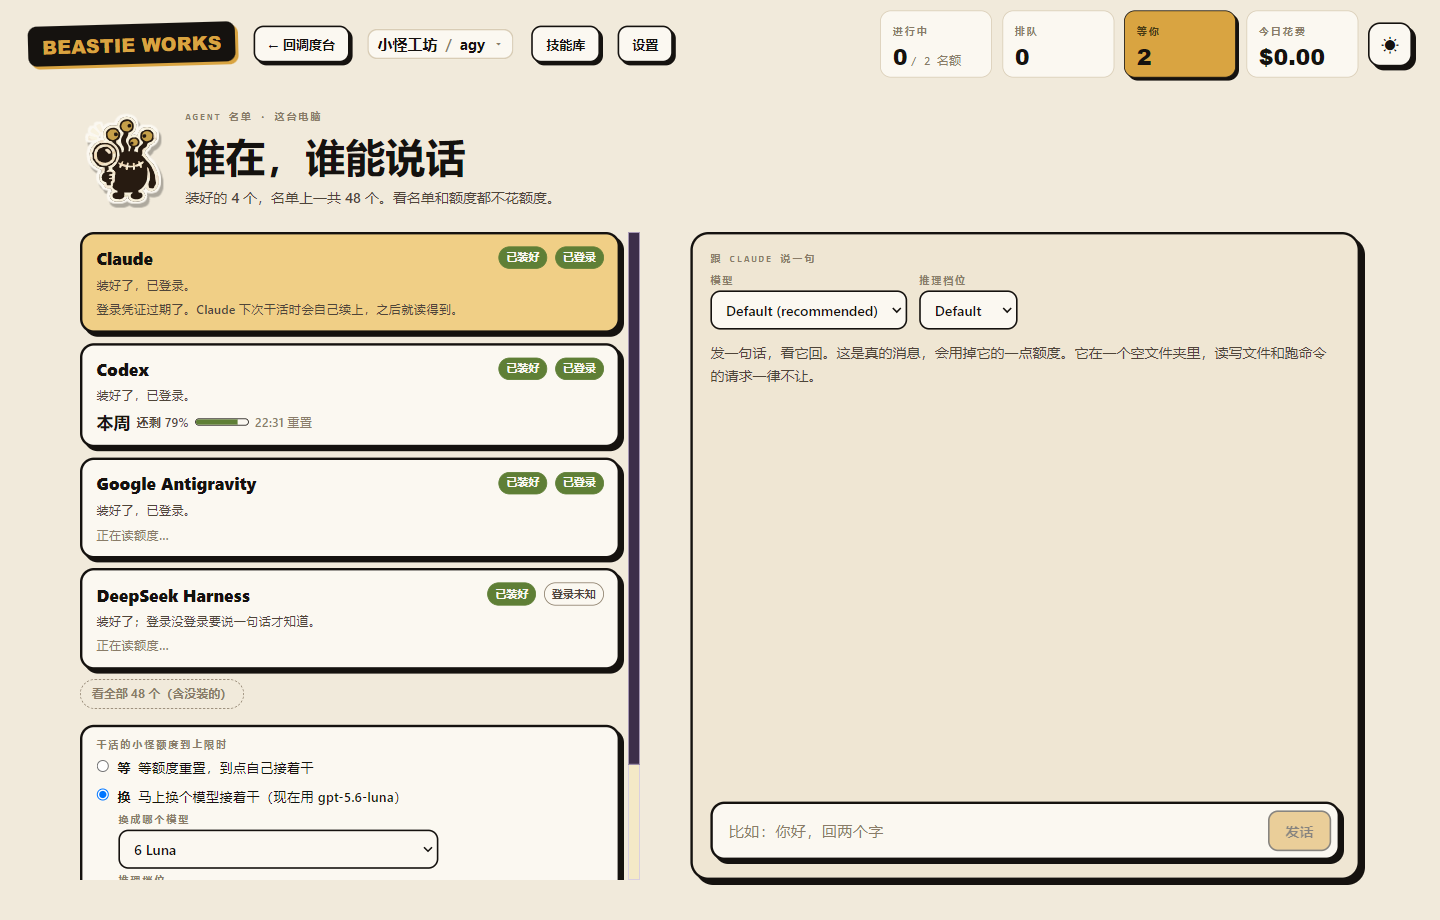 BEASTIE WORKS
← 回调度台
小怪工坊 / agy
技能库
设置
进行中
0 / 2 名额
排队
0
等你
2
今日花费
$0.00
AGENT 名单 · 这台电脑
谁在，谁能说话
装好的 4 个，名单上一共 48 个。看名单和额度都不花额度。
Claude
已装好
已登录
装好了，已登录。
登录凭证过期了。Claude 下次干活时会自己续上，之后就读得到。
Codex
已装好
已登录
装好了，已登录。
本周 还剩 79% 22:31 重置
Google Antigravity
已装好
已登录
装好了，已登录。
正在读额度…
DeepSeek Harness
已装好
登录未知
装好了；登录没登录要说一句话才知道。
正在读额度…
看全部 48 个（含没装的）
干活的小怪额度到上限时
等 等额度重置，到点自己接着干
换 马上换个模型接着干（现在用 gpt-5.6-luna）
换成哪个模型
6 Luna
推理档位
跟 CLAUDE 说一句
模型
推理档位
Default (recommended)
Default
发一句话，看它回。这是真的消息，会用掉它的一点额度。它在一个空文件夹里，读写文件和跑命令
的请求一律不让。
比如：你好，回两个字
发话